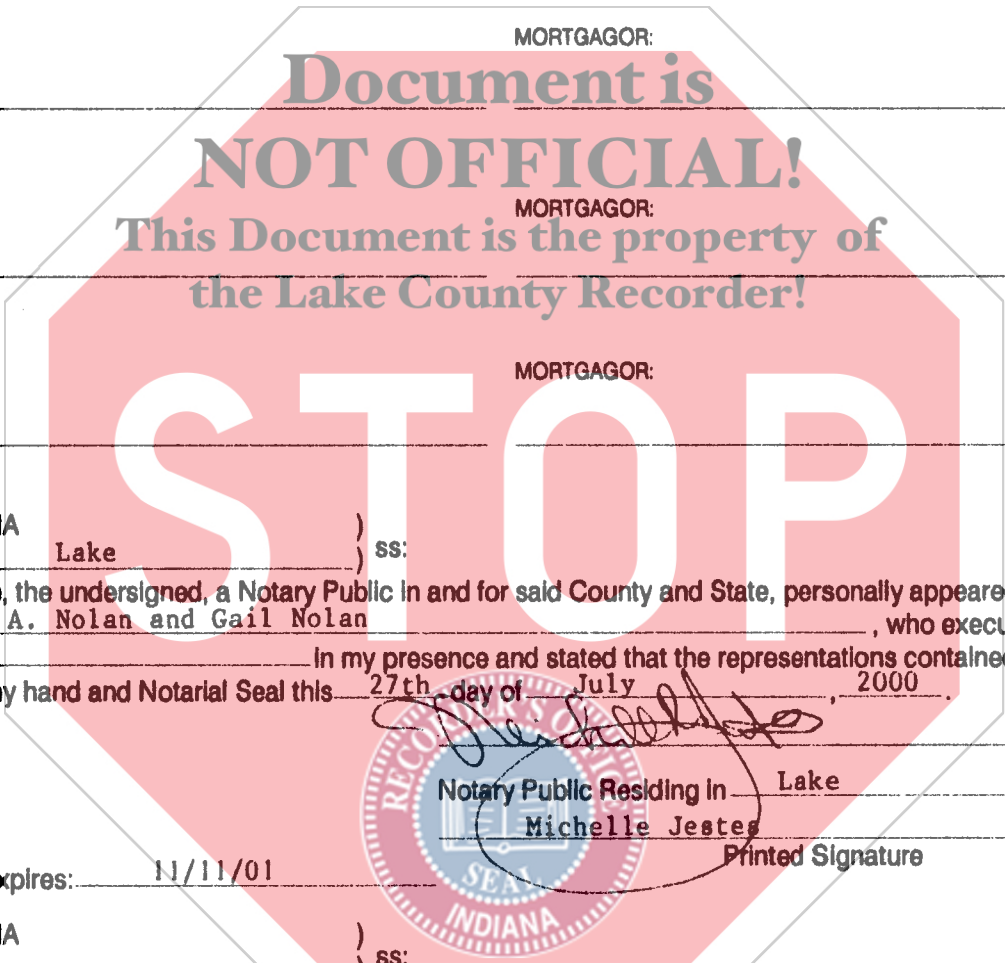 MORTGAGOR:
Document is
NOT OFFICIAL!
MORTGAGOR:
This Document is the property of
the Lake County Recorder!
MORTGAGOR:
STOP
A )
Lake ) ss:
, the undersigned, a Notary Public in and for said County and State, personally appeare
A. Nolan and Gail Nolan , who execu
in my presence and stated that the representations containe
y hand and Notarial Seal this 27th day of July , 2000 .
RECORDER'S OFFICE
Notary Public Residing in Lake
Michelle Jestes
Printed Signature
xpires: 11/11/01
SEAL
INDIANA
A )
ss: